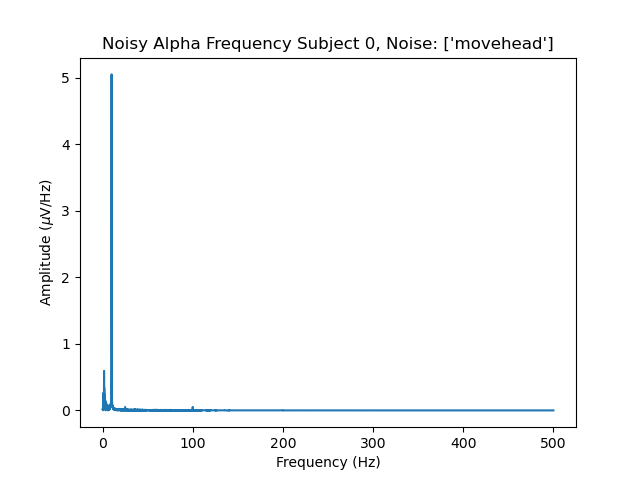 Noisy Alpha Frequency Subject 0, Noise: ['movehead']
Amplitude (μV/Hz)
5
4
3
2
1
0
0 100 200 300 400 500
Frequency (Hz)